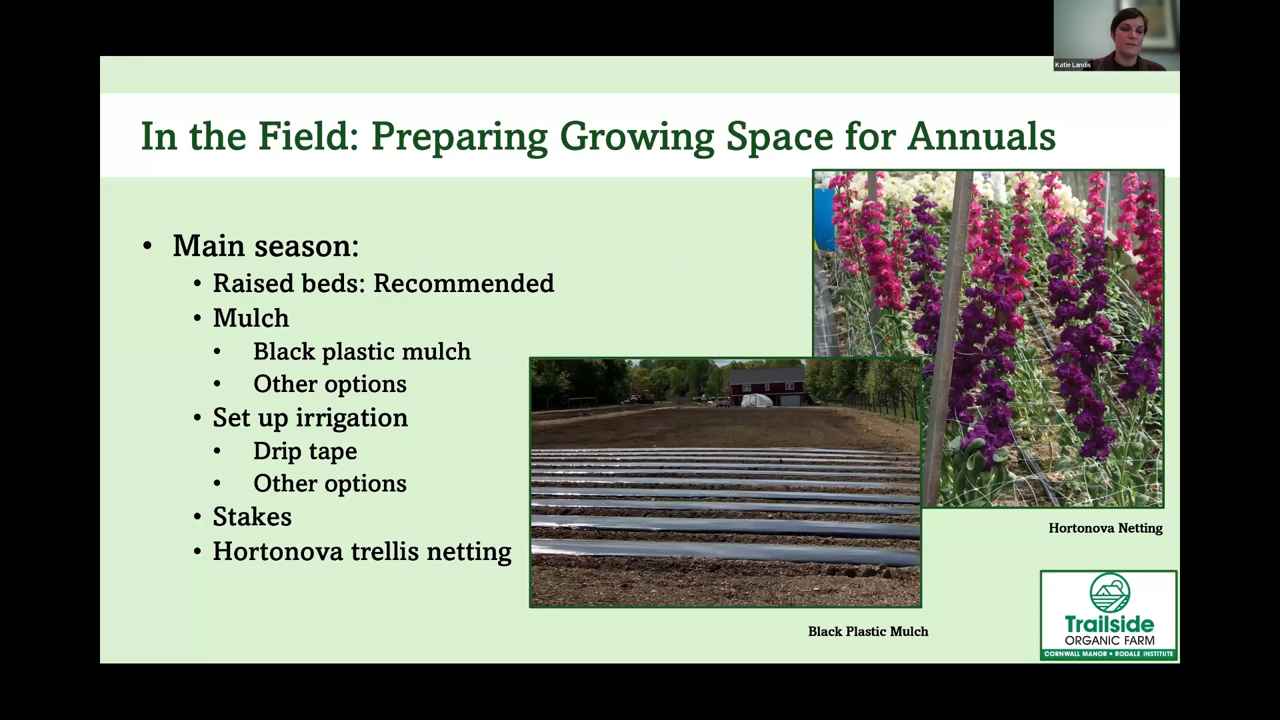 Katie Landis
In the Field: Preparing Growing Space for Annuals
• Main season:
• Raised beds: Recommended
• Mulch
• Black plastic mulch
• Other options
• Set up irrigation
• Drip tape
• Other options
• Stakes
• Hortonova trellis netting
Hortonova Netting
Black Plastic Mulch
Trailside
ORGANIC FARM
CORNWALL MANOR • RODALE INSTITUTE